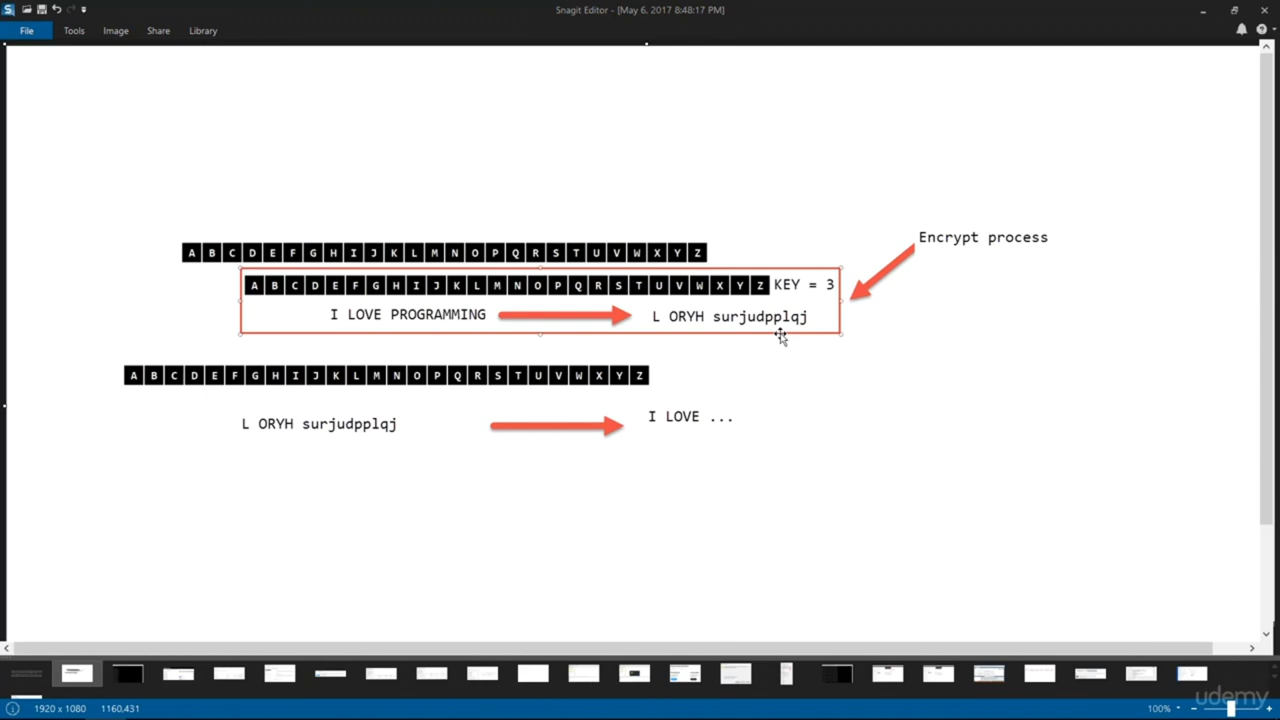 Snagit Editor - [May 6, 2017 8:48:17 PM]
File Tools Image Share Library
Encrypt process
A B C D E F G H I J K L M N O P Q R S T U V W X Y Z
A B C D E F G H I J K L M N O P Q R S T U V W X Y Z KEY = 3
I LOVE PROGRAMMING L ORYH surjudpplqj
A B C D E F G H I J K L M N O P Q R S T U V W X Y Z
L ORYH surjudpplqj I LOVE ...
udemy
1920 x 1080 1160,431 100%